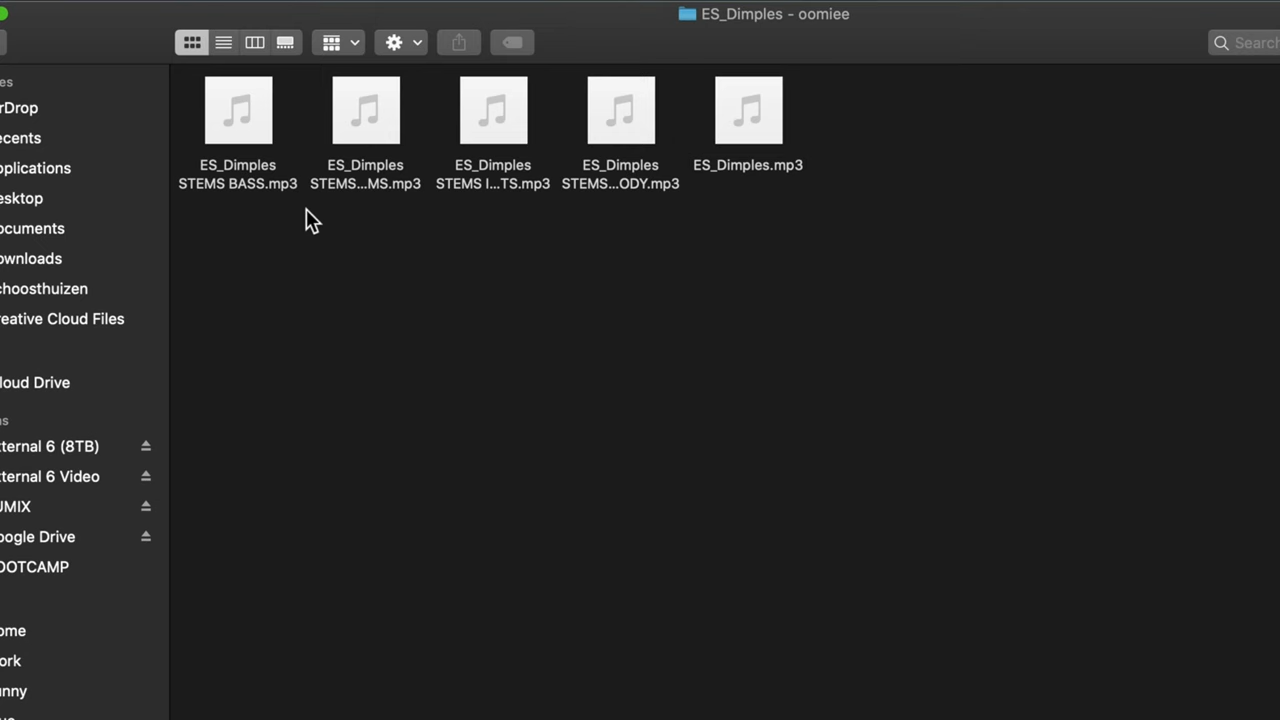 ES_Dimples - oomiee
Search
es
rDrop
ecents
pplications
esktop
ocuments
ownloads
choosthuizen
reative Cloud Files
loud Drive
ns
ternal 6 (8TB)
ternal 6 Video
UMIX
oogle Drive
OOTCAMP
ome
ork
unny
ES_Dimples
STEMS BASS.mp3
ES_Dimples
STEMS...MS.mp3
ES_Dimples
STEMS I...TS.mp3
ES_Dimples
STEMS...ODY.mp3
ES_Dimples.mp3